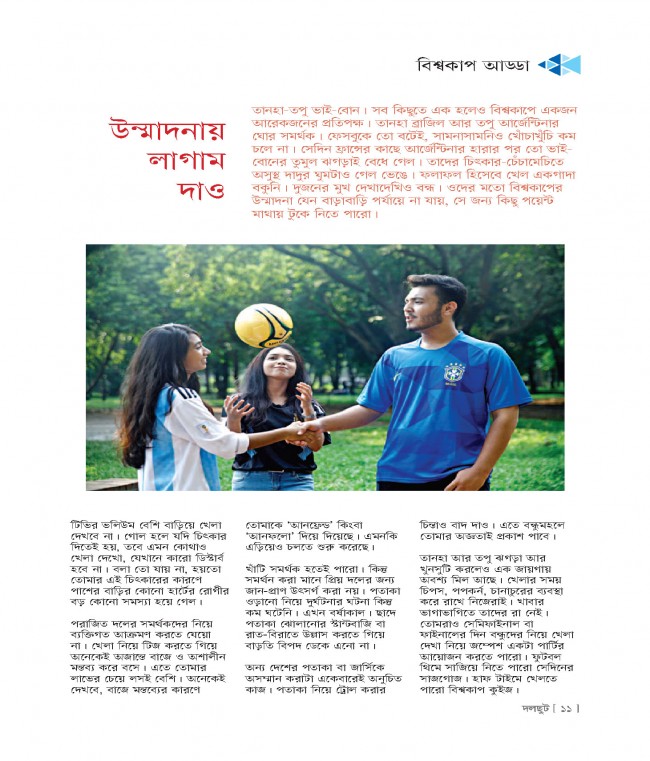 বিশ্বকাপ আড্ডা
উন্মাদনায়
লাগাম
দাও
তানহা-তপু ভাই-বোন। সব কিছুতে এক হলেও বিশ্বকাপে একজন
আরেকজনের প্রতিপক্ষ। তানহা ব্রাজিল আর তপু আর্জেন্টিনার
ঘোর সমর্থক। ফেসবুকে তো বটেই, সামনাসামনিও খোঁচাখুঁচি কম
চলে না। সেদিন ফ্রান্সের কাছে আর্জেন্টিনার হারার পর তো ভাই-
বোনের তুমুল ঝগড়াই বেধে গেল। তাদের চিৎকার-চেঁচামেচিতে
অসুস্থ দাদুর ঘুমটাও গেল ভেঙে। ফলাফল হিসেবে খেল একগাদা
বকুনি। দুজনের মুখ দেখাদেখিও বন্ধ। ওদের মতো বিশ্বকাপের
উন্মাদনা যেন বাড়াবাড়ি পর্যায়ে না যায়, সে জন্য কিছু পয়েন্ট
মাথায় টুকে নিতে পারো।
টিভির ভলিউম বেশি বাড়িয়ে খেলা
দেখবে না। গোল হলে যদি চিৎকার
দিতেই হয়, তবে এমন কোথাও
খেলা দেখো, যেখানে কারো ডিস্টার্ব
হবে না। বলা তো যায় না, হয়তো
তোমার এই চিৎকারের কারণে
পাশের বাড়ির কোনো হার্টের রোগীর
বড় কোনো সমস্যা হয়ে গেল।
পরাজিত দলের সমর্থকদের নিয়ে
ব্যক্তিগত আক্রমণ করতে যেয়ো
না। খেলা নিয়ে টিজ করতে গিয়ে
অনেকেই অজান্তে বাজে ও অশালীন
মন্তব্য করে বসে। এতে তোমার
লাভের চেয়ে লসই বেশি। অনেকেই
দেখবে, বাজে মন্তব্যের কারণে
তোমাকে ‘আনফ্রেন্ড’ কিংবা
‘আনফলো’ দিয়ে দিয়েছে। এমনকি
এড়িয়েও চলতে শুরু করেছে।
খাঁটি সমর্থক হতেই পারো। কিন্তু
সমর্থন করা মানে প্রিয় দলের জন্য
জান-প্রাণ উৎসর্গ করা নয়। পতাকা
ওড়ানো নিয়ে দুর্ঘটনার ঘটনা কিন্তু
কম ঘটেনি। এখন বর্ষাকাল। ছাদে
পতাকা ঝোলানোর স্টান্টবাজি বা
রাত-বিরাতে উল্লাস করতে গিয়ে
বাড়তি বিপদ ডেকে এনো না।
অন্য দেশের পতাকা বা জার্সিকে
অসম্মান করাটা একেবারেই অনুচিত
কাজ। পতাকা নিয়ে ট্রোল করার
চিন্তাও বাদ দাও। এতে বন্ধুমহলে
তোমার অজ্ঞতাই প্রকাশ পাবে।
তানহা আর তপু ঝগড়া আর
খুনসুটি করলেও এক জায়গায়
অবশ্য মিল আছে। খেলার সময়
চিপস, পপকর্ন, চানাচুরের ব্যবস্থা
করে রাখে নিজেরাই। খাবার
ভাগাভাগিতে তাদের রা নেই।
তোমরাও সেমিফাইনাল বা
ফাইনালের দিন বন্ধুদের নিয়ে খেলা
দেখা নিয়ে জম্পেশ একটা পার্টির
আয়োজন করতে পারো। ফুটবল
থিমে সাজিয়ে নিতে পারো সেদিনের
সাজগোজ। হাফ টাইমে খেলতে
পারো বিশ্বকাপ কুইজ।
দলছুট [ ১১ ]